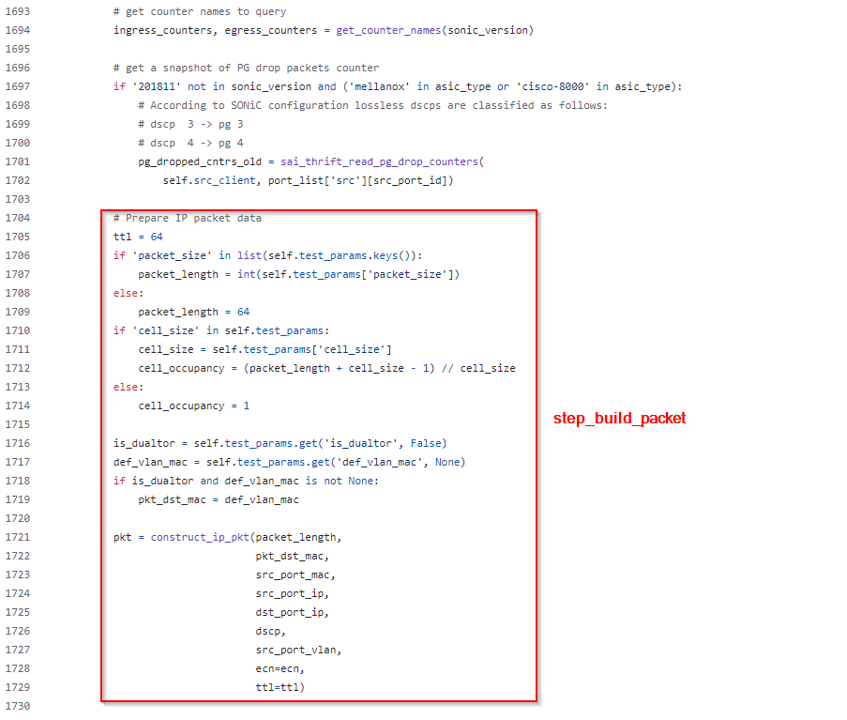 1693 # get counter names to query
1694 ingress_counters, egress_counters = get_counter_names(sonic_version)
1695
1696 # get a snapshot of PG drop packets counter
1697 if '201811' not in sonic_version and ('mellanox' in asic_type or 'cisco-8000' in asic_type):
1698 # According to SONiC configuration lossless dscps are classified as follows:
1699 # dscp  3 -> pg 3
1700 # dscp  4 -> pg 4
1701 pg_dropped_cntrs_old = sai_thrift_read_pg_drop_counters(
1702 self.src_client, port_list['src'][src_port_id])
1703
1704 # Prepare IP packet data
1705 ttl = 64
1706 if 'packet_size' in list(self.test_params.keys()):
1707 packet_length = int(self.test_params['packet_size'])
1708 else:
1709 packet_length = 64
1710 if 'cell_size' in self.test_params:
1711 cell_size = self.test_params['cell_size']
1712 cell_occupancy = (packet_length + cell_size - 1) // cell_size
1713 else:
1714 cell_occupancy = 1
step_build_packet
1715
1716 is_dualtor = self.test_params.get('is_dualtor', False)
1717 def_vlan_mac = self.test_params.get('def_vlan_mac', None)
1718 if is_dualtor and def_vlan_mac is not None:
1719 pkt_dst_mac = def_vlan_mac
1720
1721 pkt = construct_ip_pkt(packet_length,
1722 pkt_dst_mac,
1723 src_port_mac,
1724 src_port_ip,
1725 dst_port_ip,
1726 dscp,
1727 src_port_vlan,
1728 ecn=ecn,
1729 ttl=ttl)
1730